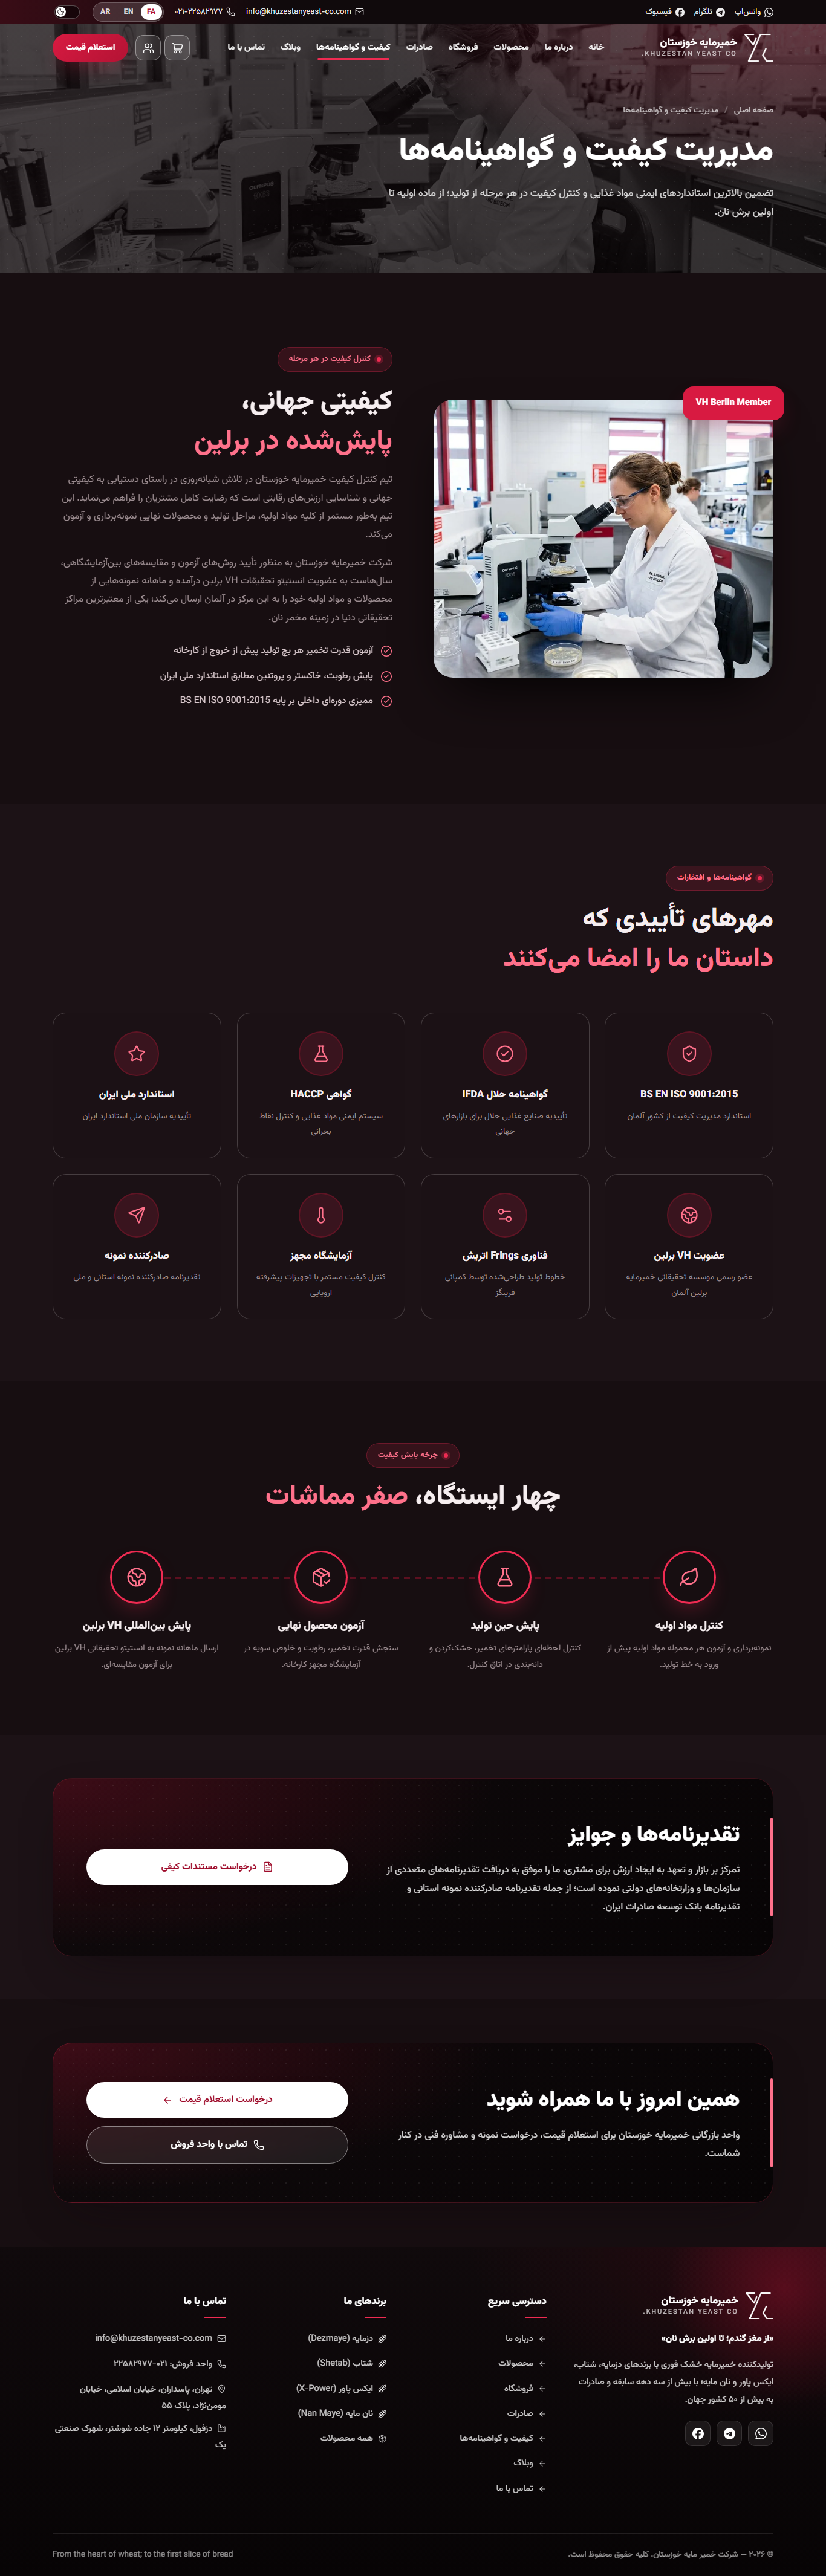 واتس‌اپ
تلگرام
فیسبوک
info@khuzestanyeast-co.com
۰۲۱-۲۲۵۸۲۹۷۷
FA
EN
AR
خمیرمایه خوزستان
KHUZESTAN YEAST CO.
خانه
درباره ما
محصولات
فروشگاه
صادرات
کیفیت و گواهینامه‌ها
وبلاگ
تماس با ما
استعلام قیمت
صفحه اصلی / مدیریت کیفیت و گواهینامه‌ها
مدیریت کیفیت و گواهینامه‌ها
تضمین بالاترین استانداردهای ایمنی مواد غذایی و کنترل کیفیت در هر مرحله از تولید؛ از ماده اولیه تا
اولین برش نان.
OLYMPUS
VH Berlin Member
کنترل کیفیت در هر مرحله
کیفیتی جهانی،
پایش‌شده در برلین
تیم کنترل کیفیت خمیرمایه خوزستان در تلاش شبانه‌روزی در راستای دستیابی به کیفیتی
جهانی و شناسایی ارزش‌های رقابتی است که رضایت کامل مشتریان را فراهم می‌نماید. این
تیم به‌طور مستمر از کلیه مواد اولیه، مراحل تولید و محصولات نهایی نمونه‌برداری و آزمون
می‌کند.
شرکت خمیرمایه خوزستان به منظور تأیید روش‌های آزمون و مقایسه‌های بین‌آزمایشگاهی،
سال‌هاست به عضویت انستیتو تحقیقات VH برلین درآمده و ماهانه نمونه‌هایی از
محصولات و مواد اولیه خود را به این مرکز در آلمان ارسال می‌کند؛ یکی از معتبرترین مراکز
تحقیقاتی دنیا در زمینه مخمر نان.
آزمون قدرت تخمیر هر بچ تولید پیش از خروج از کارخانه
پایش رطوبت، خاکستر و پروتئین مطابق استاندارد ملی ایران
ممیزی دوره‌ای داخلی بر پایه BS EN ISO 9001:2015
گواهینامه‌ها و افتخارات
مهرهای تأییدی که
داستان ما را امضا می‌کنند
BS EN ISO 9001:2015
استاندارد مدیریت کیفیت از کشور آلمان
گواهینامه حلال IFDA
تأییدیه صنایع غذایی حلال برای بازارهای
جهانی
گواهی HACCP
سیستم ایمنی مواد غذایی و کنترل نقاط
بحرانی
استاندارد ملی ایران
تأییدیه سازمان ملی استاندارد ایران
عضویت VH برلین
عضو رسمی موسسه تحقیقاتی خمیرمایه
برلین آلمان
فناوری Frings اتریش
خطوط تولید طراحی‌شده توسط کمپانی
فرینگز
آزمایشگاه مجهز
کنترل کیفیت مستمر با تجهیزات پیشرفته
اروپایی
صادرکننده نمونه
تقدیرنامه صادرکننده نمونه استانی و ملی
چرخه پایش کیفیت
چهار ایستگاه، صفر مماشات
کنترل مواد اولیه
نمونه‌برداری و آزمون هر محموله مواد اولیه پیش از
ورود به خط تولید.
پایش حین تولید
کنترل لحظه‌ای پارامترهای تخمیر، خشک‌کردن و
دانه‌بندی در اتاق کنترل.
آزمون محصول نهایی
سنجش قدرت تخمیر، رطوبت و خلوص سویه در
آزمایشگاه مجهز کارخانه.
پایش بین‌المللی VH برلین
ارسال ماهانه نمونه به انستیتو تحقیقاتی VH برلین
برای آزمون مقایسه‌ای.
تقدیرنامه‌ها و جوایز
تمرکز بر بازار و تعهد به ایجاد ارزش برای مشتری، ما را موفق به دریافت تقدیرنامه‌های متعددی از
سازمان‌ها و وزارتخانه‌های دولتی نموده است؛ از جمله تقدیرنامه صادرکننده نمونه استانی و
تقدیرنامه بانک توسعه صادرات ایران.
درخواست مستندات کیفی
همین امروز با ما همراه شوید
واحد بازرگانی خمیرمایه خوزستان برای استعلام قیمت، درخواست نمونه و مشاوره فنی در کنار
شماست.
درخواست استعلام قیمت
تماس با واحد فروش
خمیرمایه خوزستان
KHUZESTAN YEAST CO.
«از مغز گندم؛ تا اولین برش نان»
تولیدکننده خمیرمایه خشک فوری با برندهای دزمایه، شتاب،
ایکس پاور و نان مایه؛ با بیش از سه دهه سابقه و صادرات
به بیش از ۵۰ کشور جهان.
دسترسی سریع
درباره ما
محصولات
فروشگاه
صادرات
کیفیت و گواهینامه‌ها
وبلاگ
تماس با ما
برندهای ما
دزمایه (Dezmaye)
شتاب (Shetab)
ایکس پاور (X-Power)
نان مایه (Nan Maye)
همه محصولات
تماس با ما
info@khuzestanyeast-co.com
واحد فروش: ۰۲۱-۲۲۵۸۲۹۷۷
تهران، پاسداران، خیابان اسلامی، خیابان
مومن‌نژاد، پلاک ۵۵
دزفول، کیلومتر ۱۲ جاده شوشتر، شهرک صنعتی
یک
© ۲۰۲۶ — شرکت خمیر مایه خوزستان. کلیه حقوق محفوظ است.
From the heart of wheat; to the first slice of bread